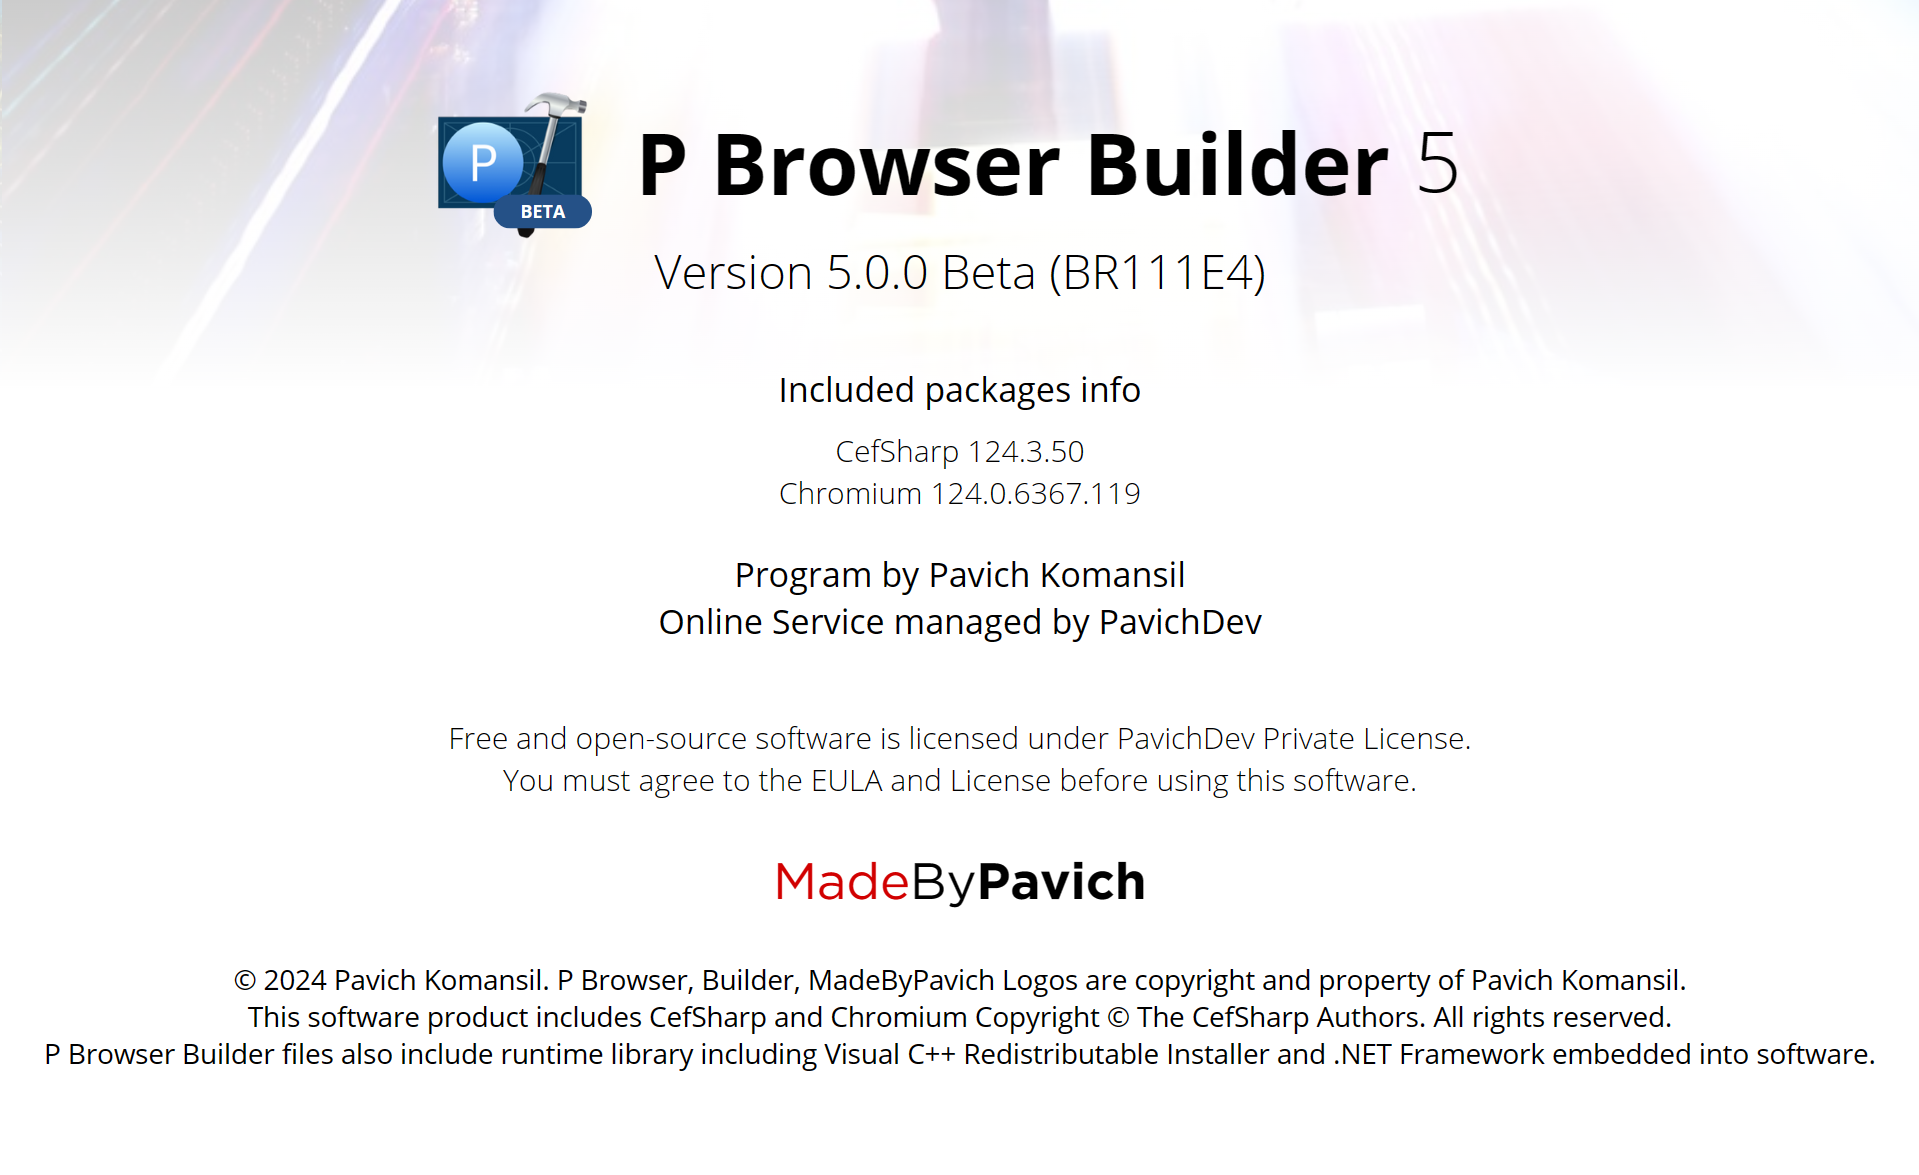 P
BETA
P Browser Builder 5
Version 5.0.0 Beta (BR111E4)
Included packages info
CefSharp 124.3.50
Chromium 124.0.6367.119
Program by Pavich Komansil
Online Service managed by PavichDev
Free and open-source software is licensed under PavichDev Private License.
You must agree to the EULA and License before using this software.
MadeByPavich
© 2024 Pavich Komansil. P Browser, Builder, MadeByPavich Logos are copyright and property of Pavich Komansil.
This software product includes CefSharp and Chromium Copyright © The CefSharp Authors. All rights reserved.
P Browser Builder files also include runtime library including Visual C++ Redistributable Installer and .NET Framework embedded into software.